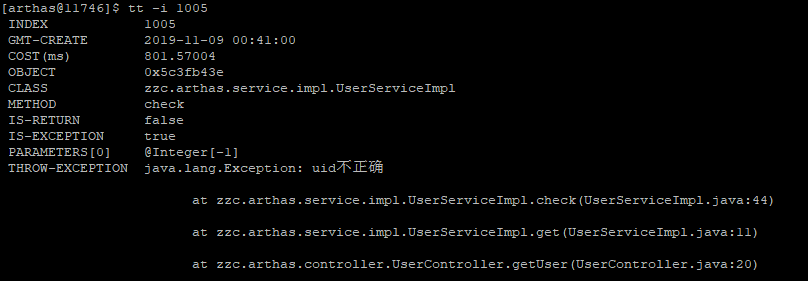 [arthas@11746]$ tt -i 1005
INDEX 1005
GMT-CREATE 2019-11-09 00:41:00
COST(ms) 801.57004
OBJECT 0x5c3fb43e
CLASS zzc.arthas.service.impl.UserServiceImpl
METHOD check
IS-RETURN false
IS-EXCEPTION true
PARAMETERS[0] @Integer[-1]
THROW-EXCEPTION java.lang.Exception: uid不正确
at zzc.arthas.service.impl.UserServiceImpl.check(UserServiceImpl.java:44)
at zzc.arthas.service.impl.UserServiceImpl.get(UserServiceImpl.java:11)
at zzc.arthas.controller.UserController.getUser(UserController.java:20)